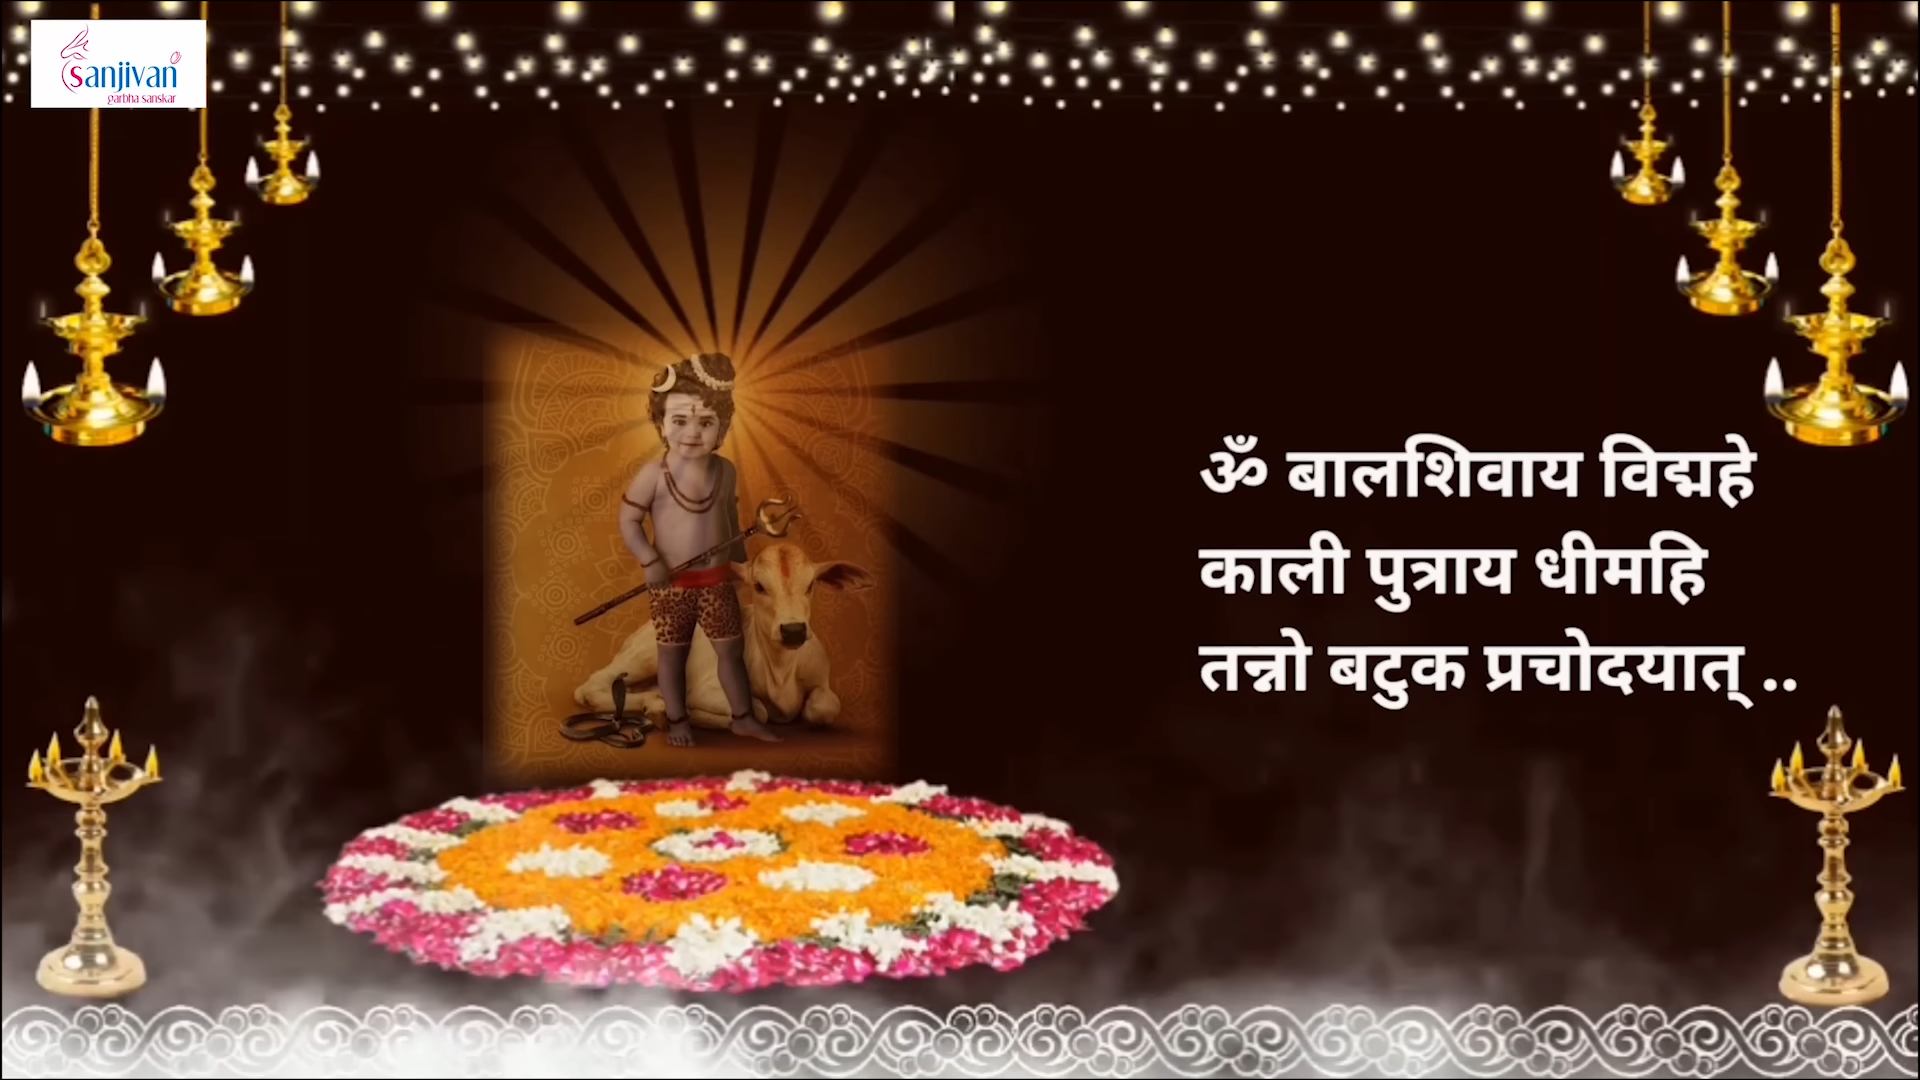 sanjivan
garbha sanskar
ॐ बालशिवाय विद्महे
काली पुत्राय धीमहि
तन्नो बटुक प्रचोदयात् ..